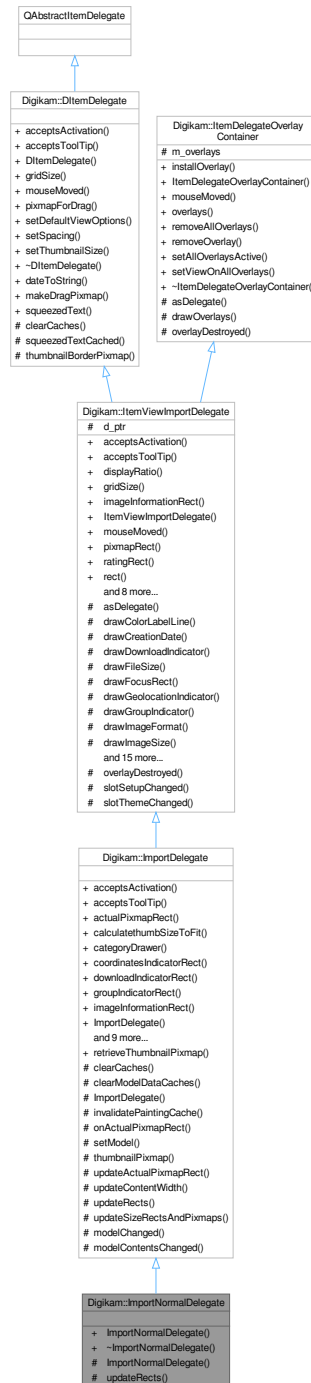 QAbstractItemDelegate
Digikam::DItemDelegate
+ acceptsActivation()
+ acceptsToolTip()
+ DItemDelegate()
+ gridSize()
+ mouseMoved()
+ pixmapForDrag()
+ setDefaultViewOptions()
+ setSpacing()
+ setThumbnailSize()
+ ~DItemDelegate()
+ dateToString()
+ makeDragPixmap()
+ squeezedText()
# clearCaches()
# squeezedTextCached()
# thumbnailBorderPixmap()
Digikam::ItemDelegateOverlay
Container
# m_overlays
+ installOverlay()
+ ItemDelegateOverlayContainer()
+ mouseMoved()
+ overlays()
+ removeAllOverlays()
+ removeOverlay()
+ setAllOverlaysActive()
+ setViewOnAllOverlays()
+ ~ItemDelegateOverlayContainer()
# asDelegate()
# drawOverlays()
# overlayDestroyed()
Digikam::ItemViewImportDelegate
# d_ptr
+ acceptsActivation()
+ acceptsToolTip()
+ displayRatio()
+ gridSize()
+ imageInformationRect()
+ ItemViewImportDelegate()
+ mouseMoved()
+ pixmapRect()
+ ratingRect()
+ rect()
and 8 more...
# asDelegate()
# drawColorLabelLine()
# drawCreationDate()
# drawDownloadIndicator()
# drawFileSize()
# drawFocusRect()
# drawGeolocationIndicator()
# drawGroupIndicator()
# drawImageFormat()
# drawImageSize()
and 15 more...
# overlayDestroyed()
# slotSetupChanged()
# slotThemeChanged()
Digikam::ImportDelegate
+ acceptsActivation()
+ acceptsToolTip()
+ actualPixmapRect()
+ calculatethumbSizeToFit()
+ categoryDrawer()
+ coordinatesIndicatorRect()
+ downloadIndicatorRect()
+ groupIndicatorRect()
+ imageInformationRect()
+ ImportDelegate()
and 9 more...
+ retrieveThumbnailPixmap()
# clearCaches()
# clearModelDataCaches()
# ImportDelegate()
# invalidatePaintingCache()
# onActualPixmapRect()
# setModel()
# thumbnailPixmap()
# updateActualPixmapRect()
# updateContentWidth()
# updateRects()
# updateSizeRectsAndPixmaps()
# modelChanged()
# modelContentsChanged()
Digikam::ImportNormalDelegate
+ ImportNormalDelegate()
+ ~ImportNormalDelegate()
# ImportNormalDelegate()
# updateRects()